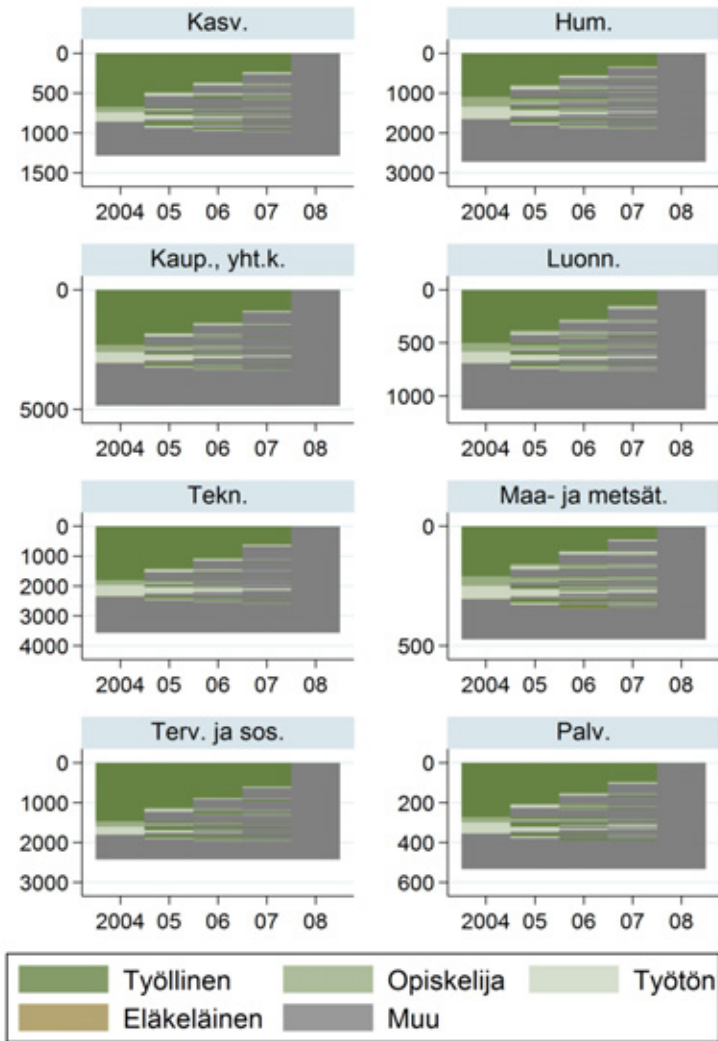 Kasv. Hum.
0 0
500 1000
1000 2000
1500 3000
2004 05 06 07 08 2004 05 06 07 08
Kaup., yht.k. Luonn.
0 0
500
5000 1000
2004 05 06 07 08 2004 05 06 07 08
Tekn. Maa- ja metsät.
0 0
1000
2000
3000
4000 500
2004 05 06 07 08 2004 05 06 07 08
Terv. ja sos. Palv.
0 0
1000 200
2000 400
3000 600
2004 05 06 07 08 2004 05 06 07 08
Työllinen Opiskelija Työtön
Eläkeläinen Muu